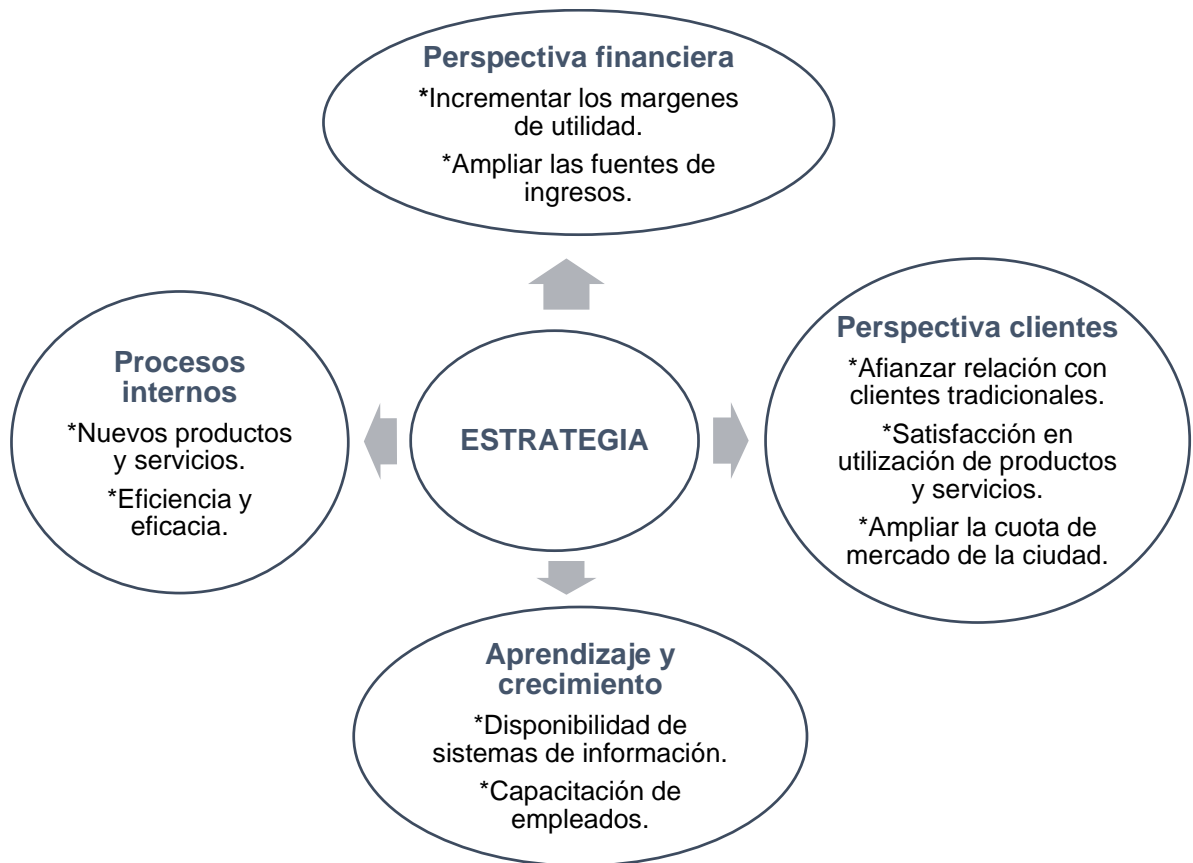 Perspectiva financiera
*Incrementar los margenes
de utilidad.
*Ampliar las fuentes de
ingresos.
Procesos
internos
*Nuevos productos
y servicios.
*Eficiencia y
eficacia.
ESTRATEGIA
Perspectiva clientes
*Afianzar relación con
clientes tradicionales.
*Satisfacción en
utilización de productos
y servicios.
*Ampliar la cuota de
mercado de la ciudad.
Aprendizaje y
crecimiento
*Disponibilidad de
sistemas de información.
*Capacitación de
empleados.